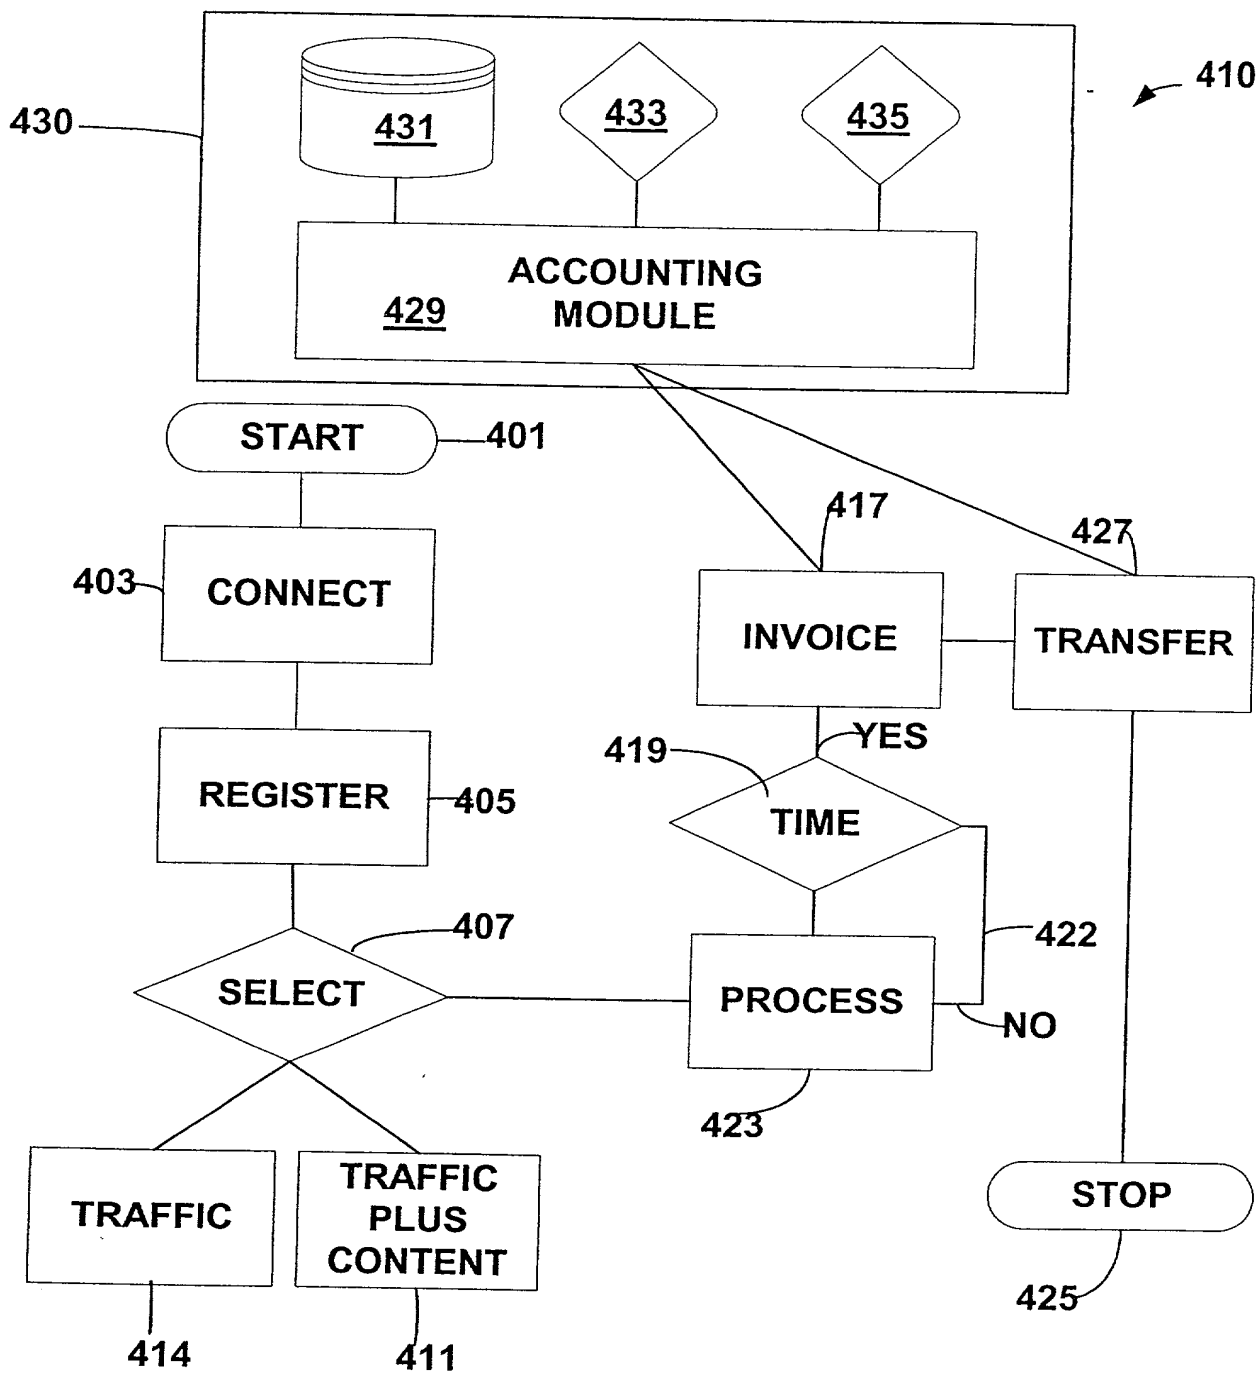 410
430
431
433
435
ACCOUNTING
MODULE
429
START
401
417
427
403
CONNECT
INVOICE
TRANSFER
YES
419
REGISTER
405
TIME
407
422
SELECT
PROCESS
NO
423
TRAFFIC
TRAFFIC
PLUS
CONTENT
STOP
425
414
411